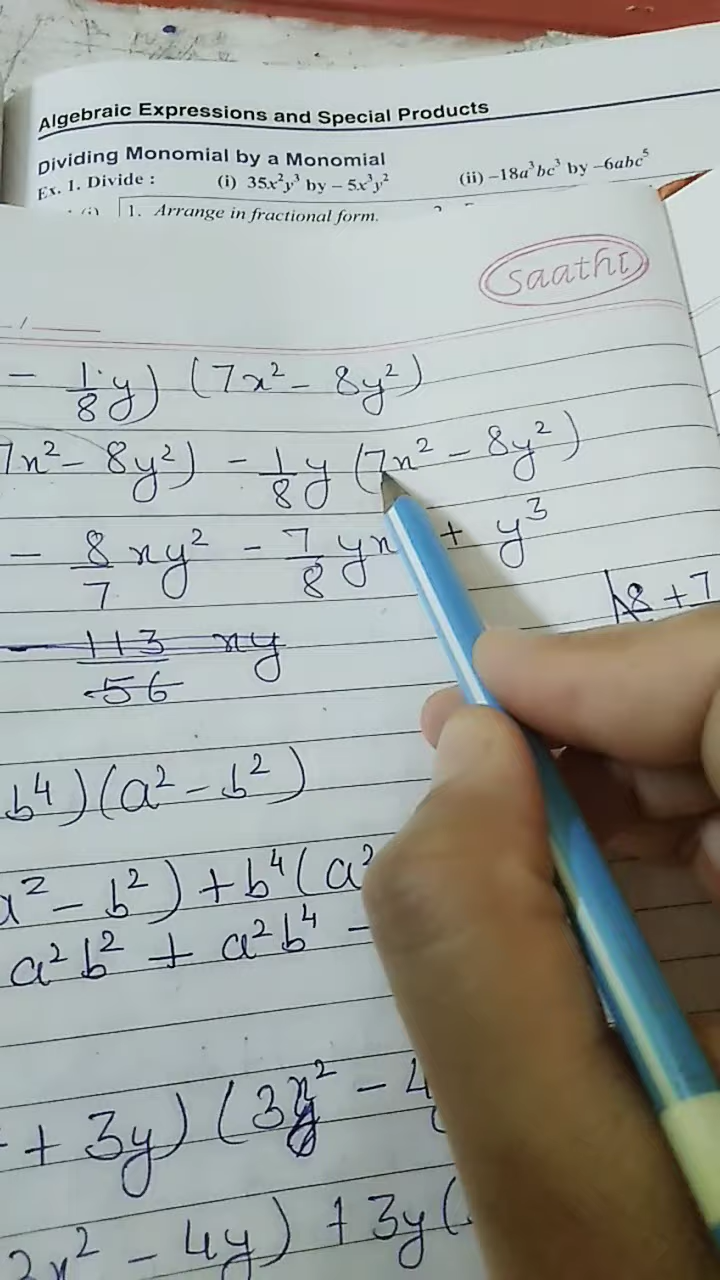 Algebraic Expressions and Special Products
Dividing Monomial by a Monomial
Ex. 1. Divide : (i) 35x²y³ by – 5x³y² (ii) –18a³bc³ by –6abc⁵
(i) 1. Arrange in fractional form.
Saathi
− 1/8 y) (7x² − 8y²)
7x² − 8y²) − 1/8 y (7x² − 8y²)
− 8/7 xy² − 7/8 yx + y³
− 113/56 xy
8 + 7
b⁴) (a² − b²)
a² − b²) + b⁴ (a²
a²b² + a²b⁴ −
+ 3y) (3x² − 4
3x² − 4y) + 3y (